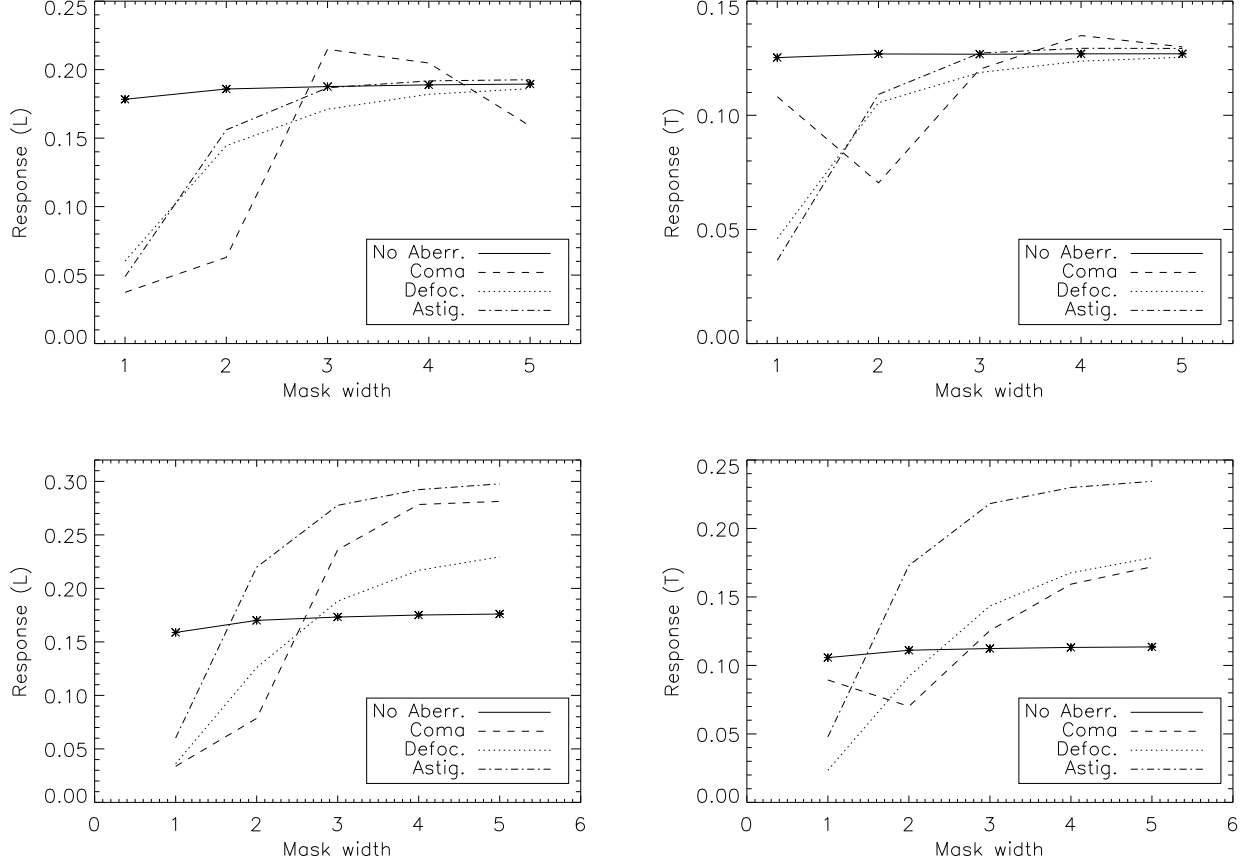 0.25
0.20
0.15
0.10
0.05
0.00
Response (L)
No Aberr.
Coma
Defoc.
Astig.
1 2 3 4 5
Mask width
0.15
0.10
0.05
0.00
Response (T)
No Aberr.
Coma
Defoc.
Astig.
1 2 3 4 5
Mask width
0.30
0.25
0.20
0.15
0.10
0.05
0.00
Response (L)
No Aberr.
Coma
Defoc.
Astig.
0 1 2 3 4 5 6
Mask width
0.25
0.20
0.15
0.10
0.05
0.00
Response (T)
No Aberr.
Coma
Defoc.
Astig.
0 1 2 3 4 5 6
Mask width